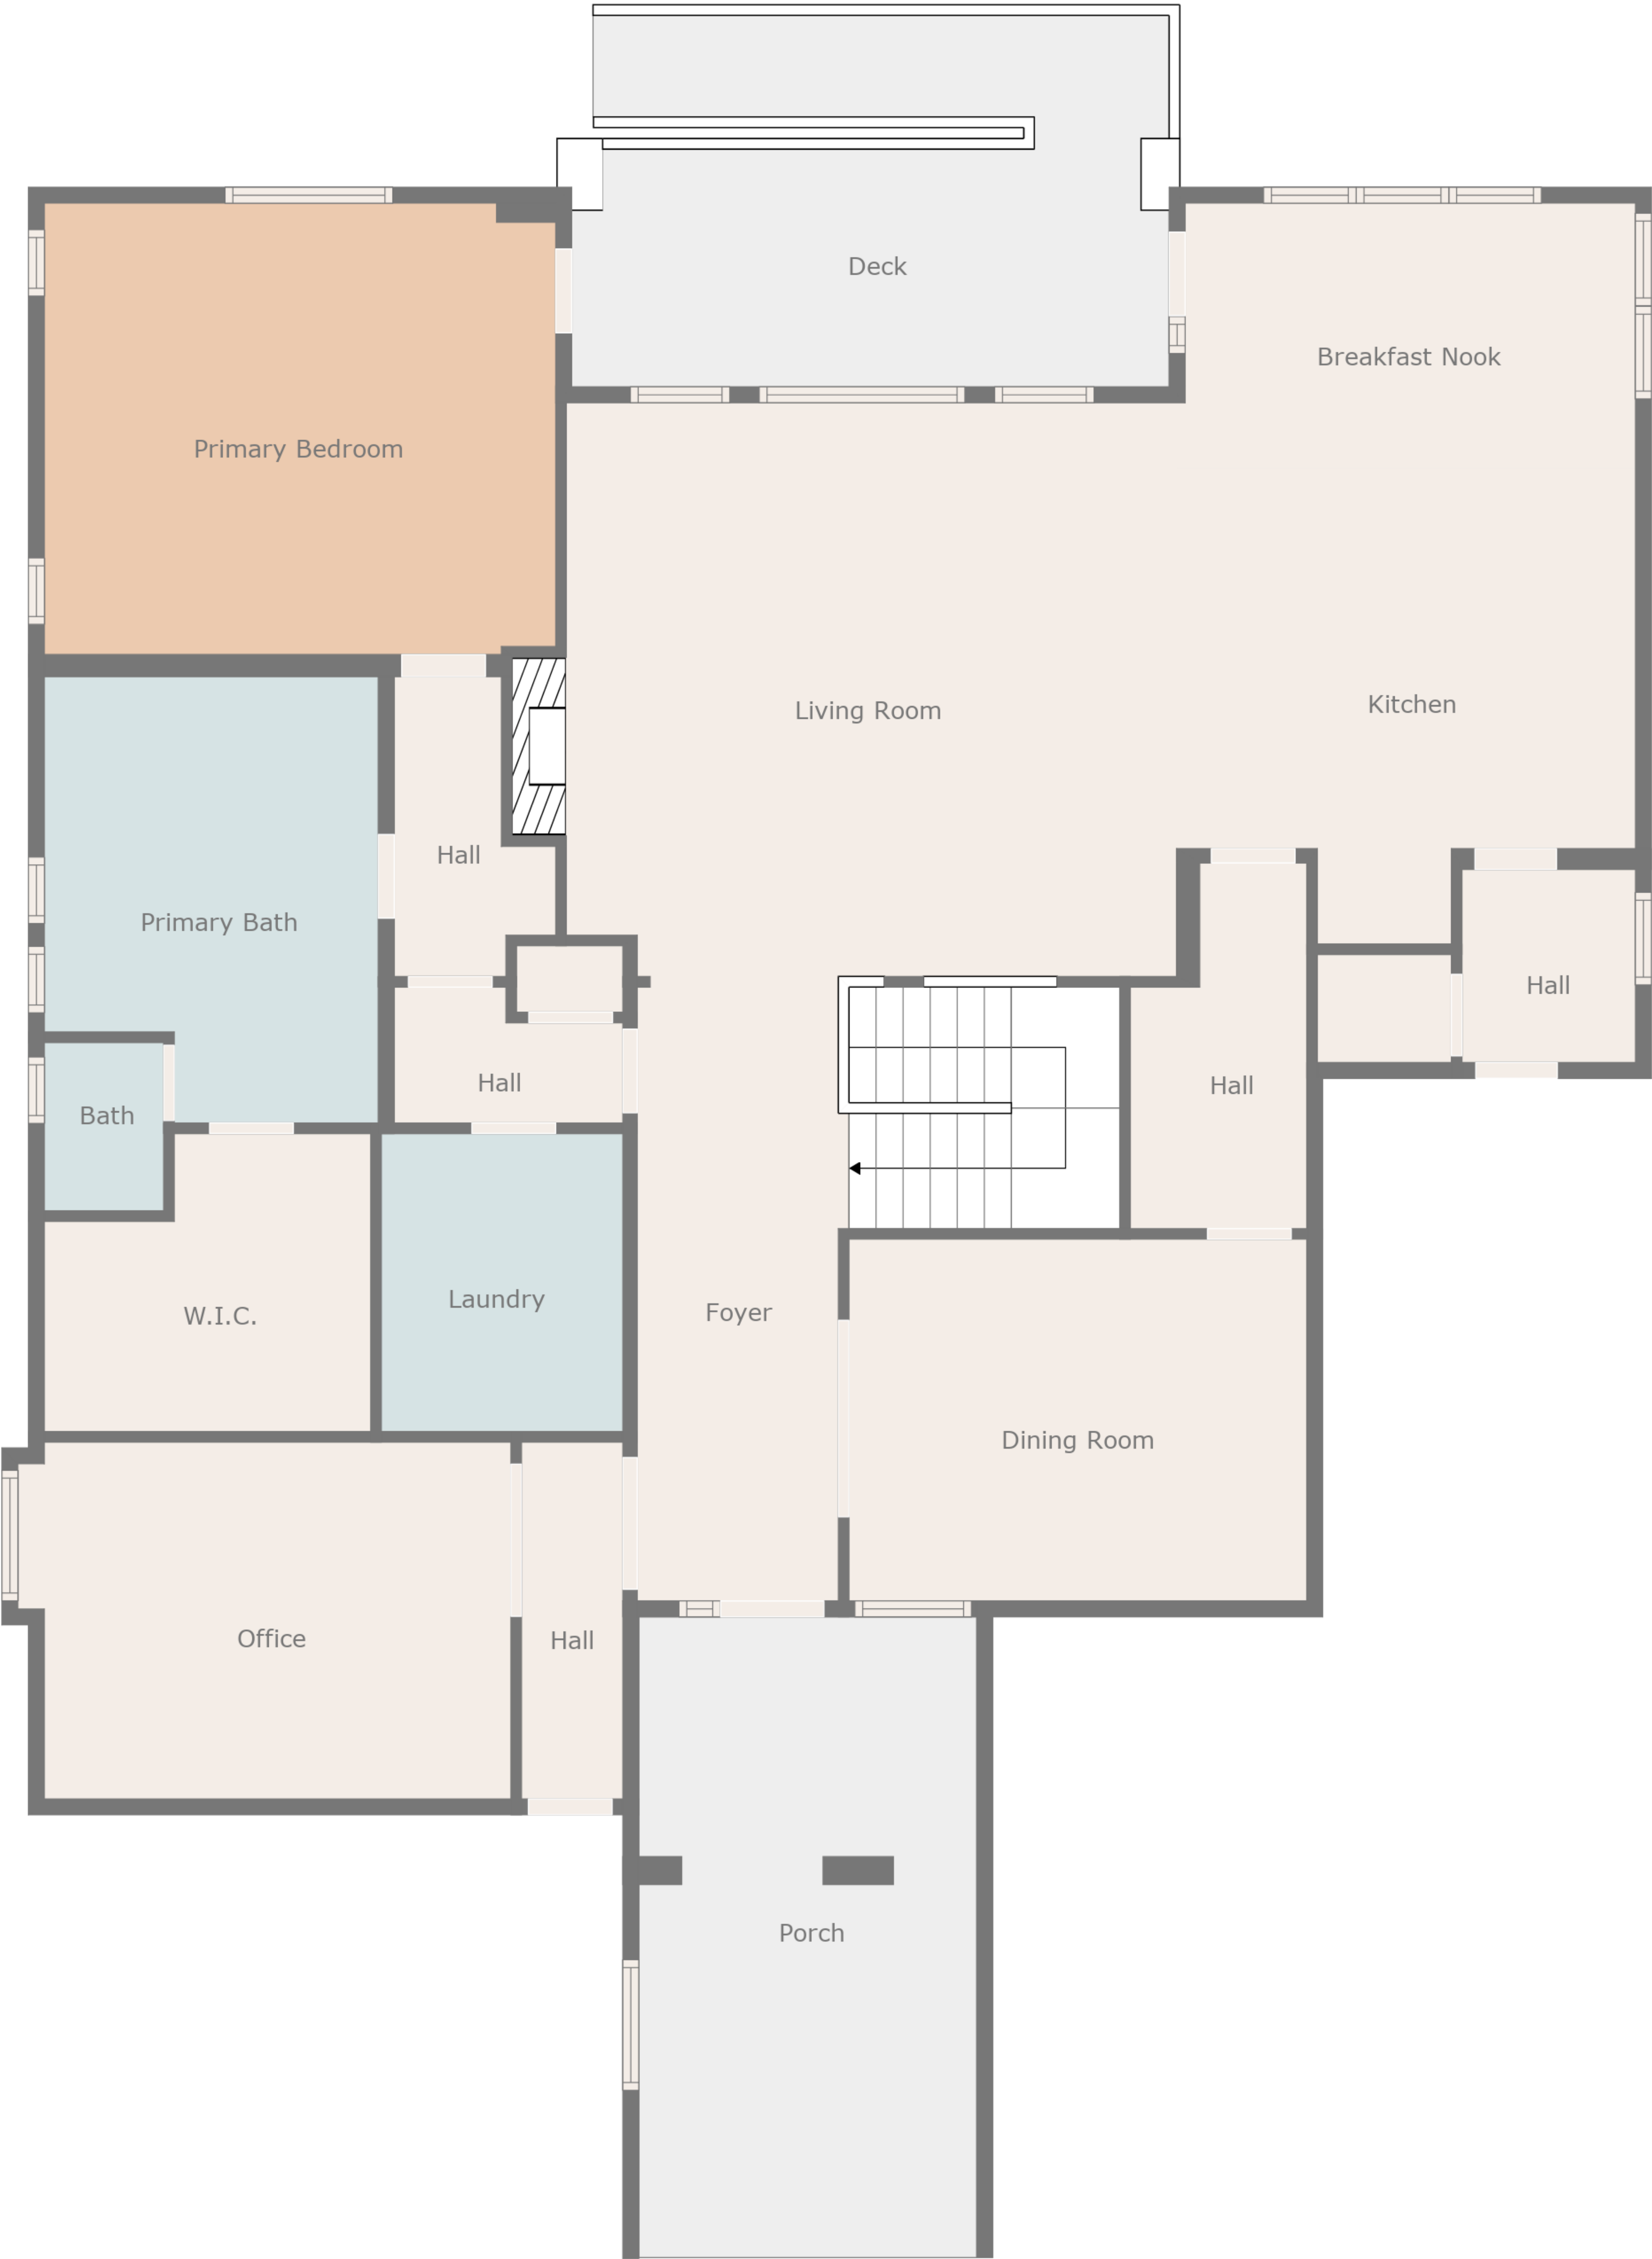 Deck
Breakfast Nook
Primary Bedroom
Living Room
Kitchen
Hall
Primary Bath
Hall
Hall
Hall
Bath
Laundry
Foyer
W.I.C.
Dining Room
Office
Hall
Porch